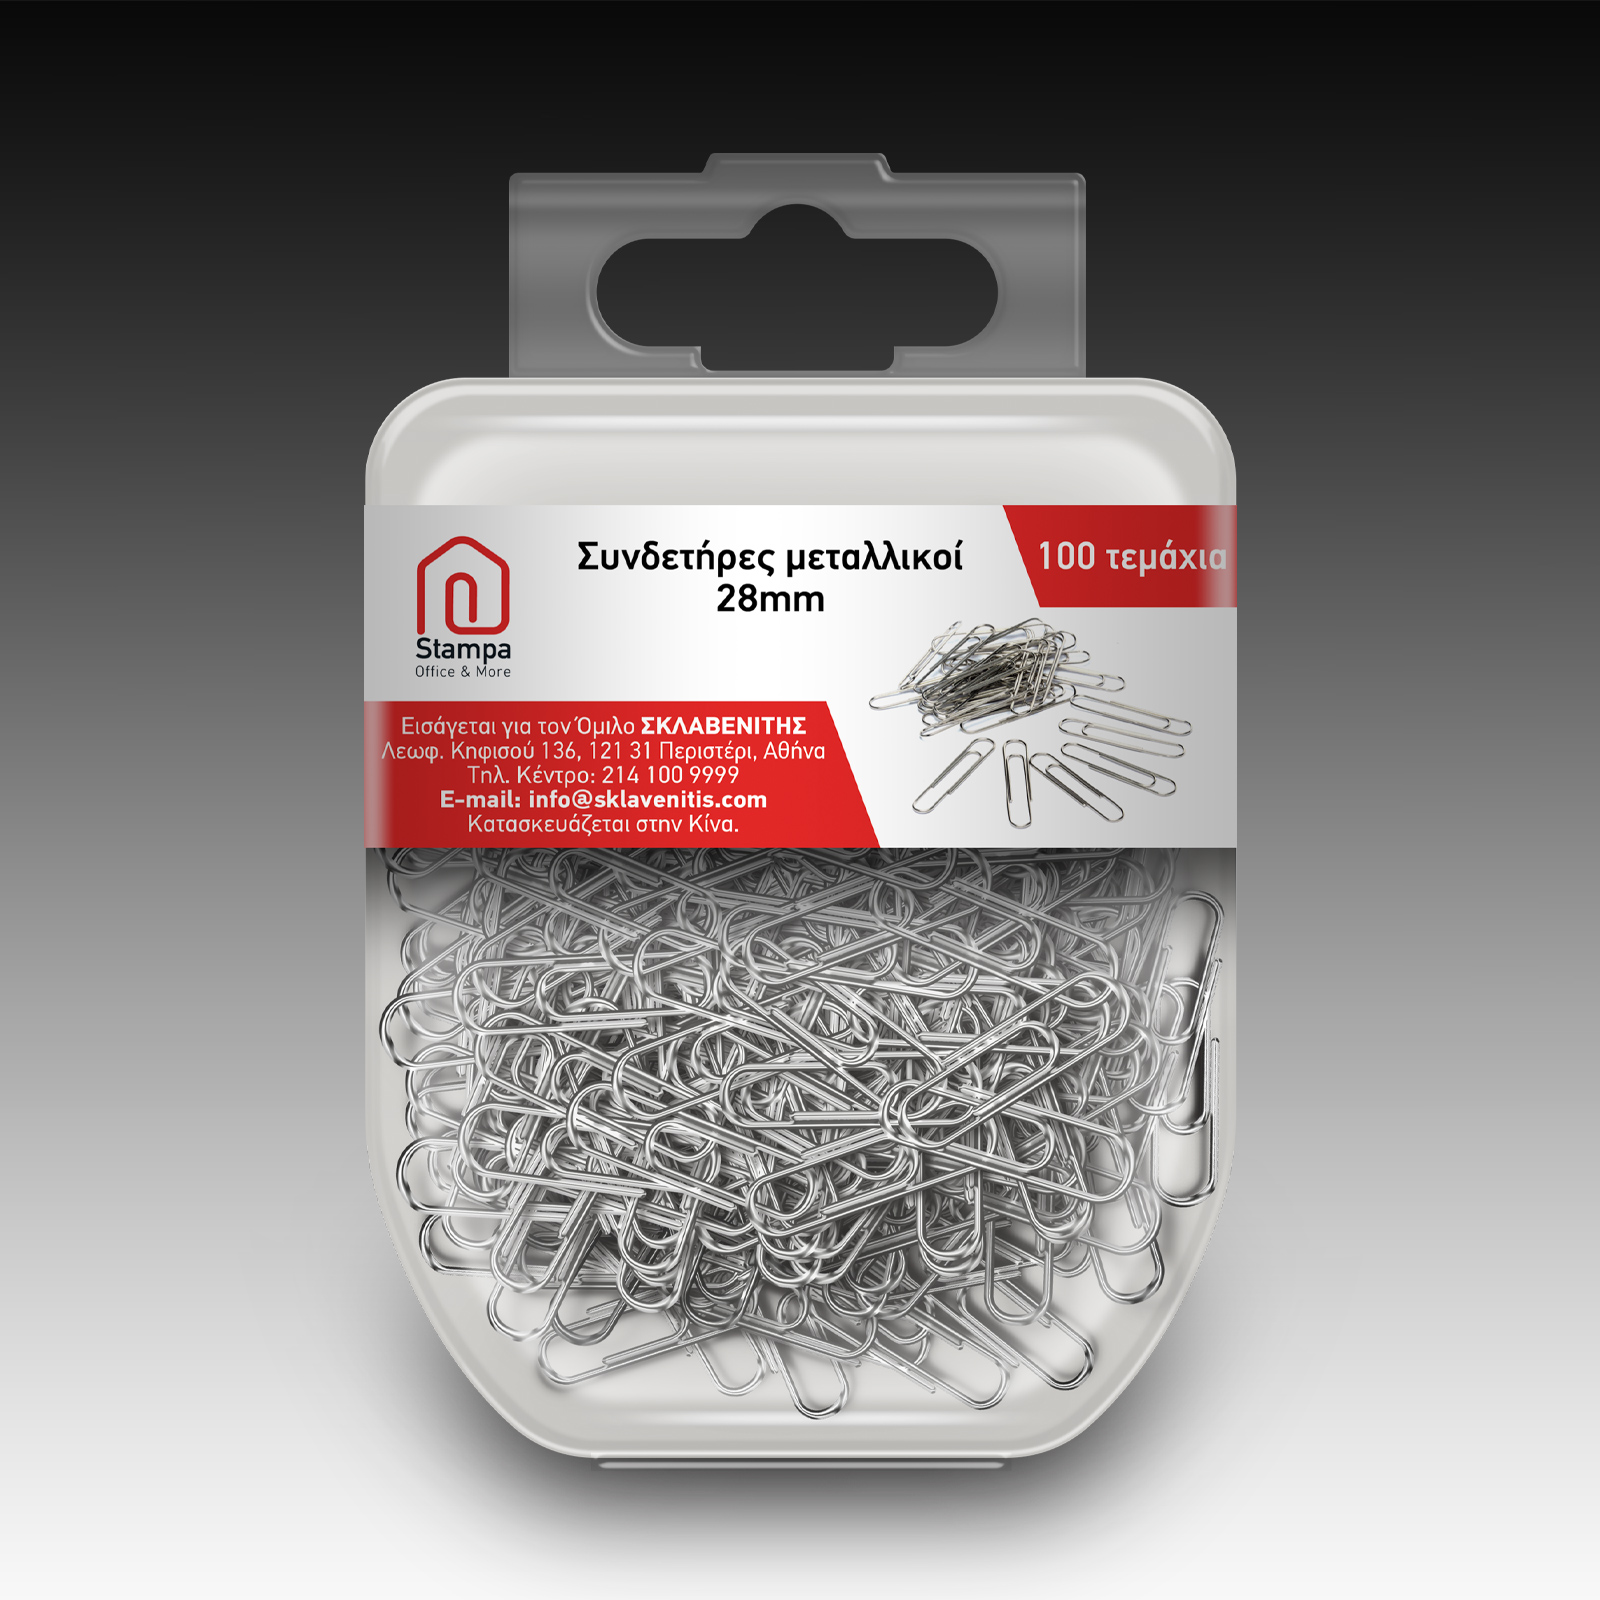 Συνδετήρες μεταλλικοί
28mm
100 τεμάχια
Stampa
Office & More
Εισάγεται για τον Όμιλο ΣΚΛΑΒΕΝΙΤΗΣ
Λεωφ. Κηφισού 136, 121 31 Περιστέρι, Αθήνα
Τηλ. Κέντρο: 214 100 9999
E-mail: info@sklavenitis.com
Κατασκευάζεται στην Κίνα.